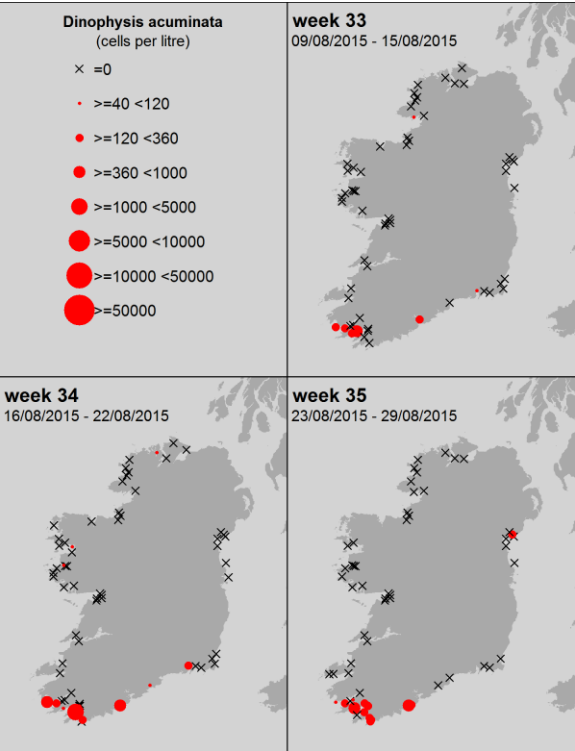 Dinophysis acuminata
(cells per litre)
=0
>=40 <120
>=120 <360
>=360 <1000
>=1000 <5000
>=5000 <10000
>=10000 <50000
>=50000
week 33
09/08/2015 - 15/08/2015
week 34
16/08/2015 - 22/08/2015
week 35
23/08/2015 - 29/08/2015